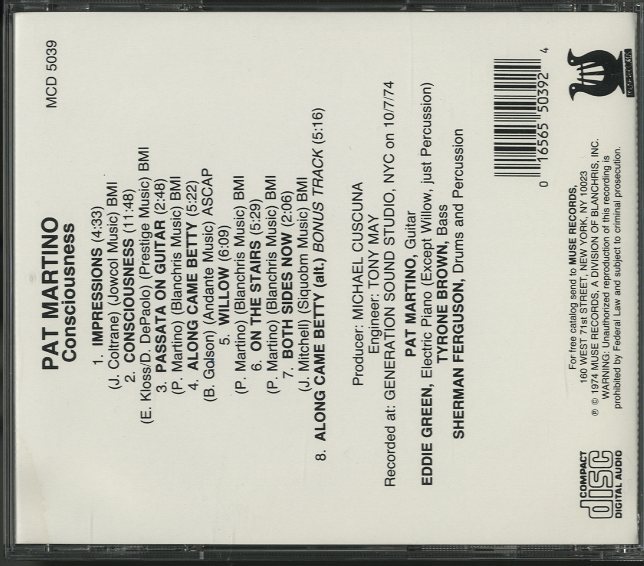 MCD 5039
PAT MARTINO
Consciousness
1. IMPRESSIONS (4:33)
(J. Coltrane) (Jowcol Music) BMI
2. CONSCIOUSNESS (11:48)
(E. Kloss/D. DePaolo) (Prestige Music) BMI
3. PASSATA ON GUITAR (2:48)
(P. Martino) (Blanchris Music) BMI
4. ALONG CAME BETTY (5:22)
(B. Golson) (Andante Music) ASCAP
5. WILLOW (6:09)
(P. Martino) (Blanchris Music) BMI
6. ON THE STAIRS (5:29)
(P. Martino) (Blanchris Music) BMI
7. BOTH SIDES NOW (2:06)
(J. Mitchell) (Siquobm Music) BMI
8. ALONG CAME BETTY (alt.) BONUS TRACK (5:16)
Producer: MICHAEL CUSCUNA
Engineer: TONY MAY
Recorded at: GENERATION SOUND STUDIO, NYC on 10/7/74
PAT MARTINO, Guitar
EDDIE GREEN, Electric Piano (Except Willow, just Percussion)
TYRONE BROWN, Bass
SHERMAN FERGUSON, Drums and Percussion
0 16565 50392 4
COMPACT
disc
DIGITAL AUDIO
For free catalog send to MUSE RECORDS,
160 WEST 71st STREET, NEW YORK, NY 10023
℗ © 1974 MUSE RECORDS, A DIVISION OF BLANCHRIS, INC.
WARNING: Unauthorized reproduction of this recording is
prohibited by Federal Law and subject to criminal prosecution.